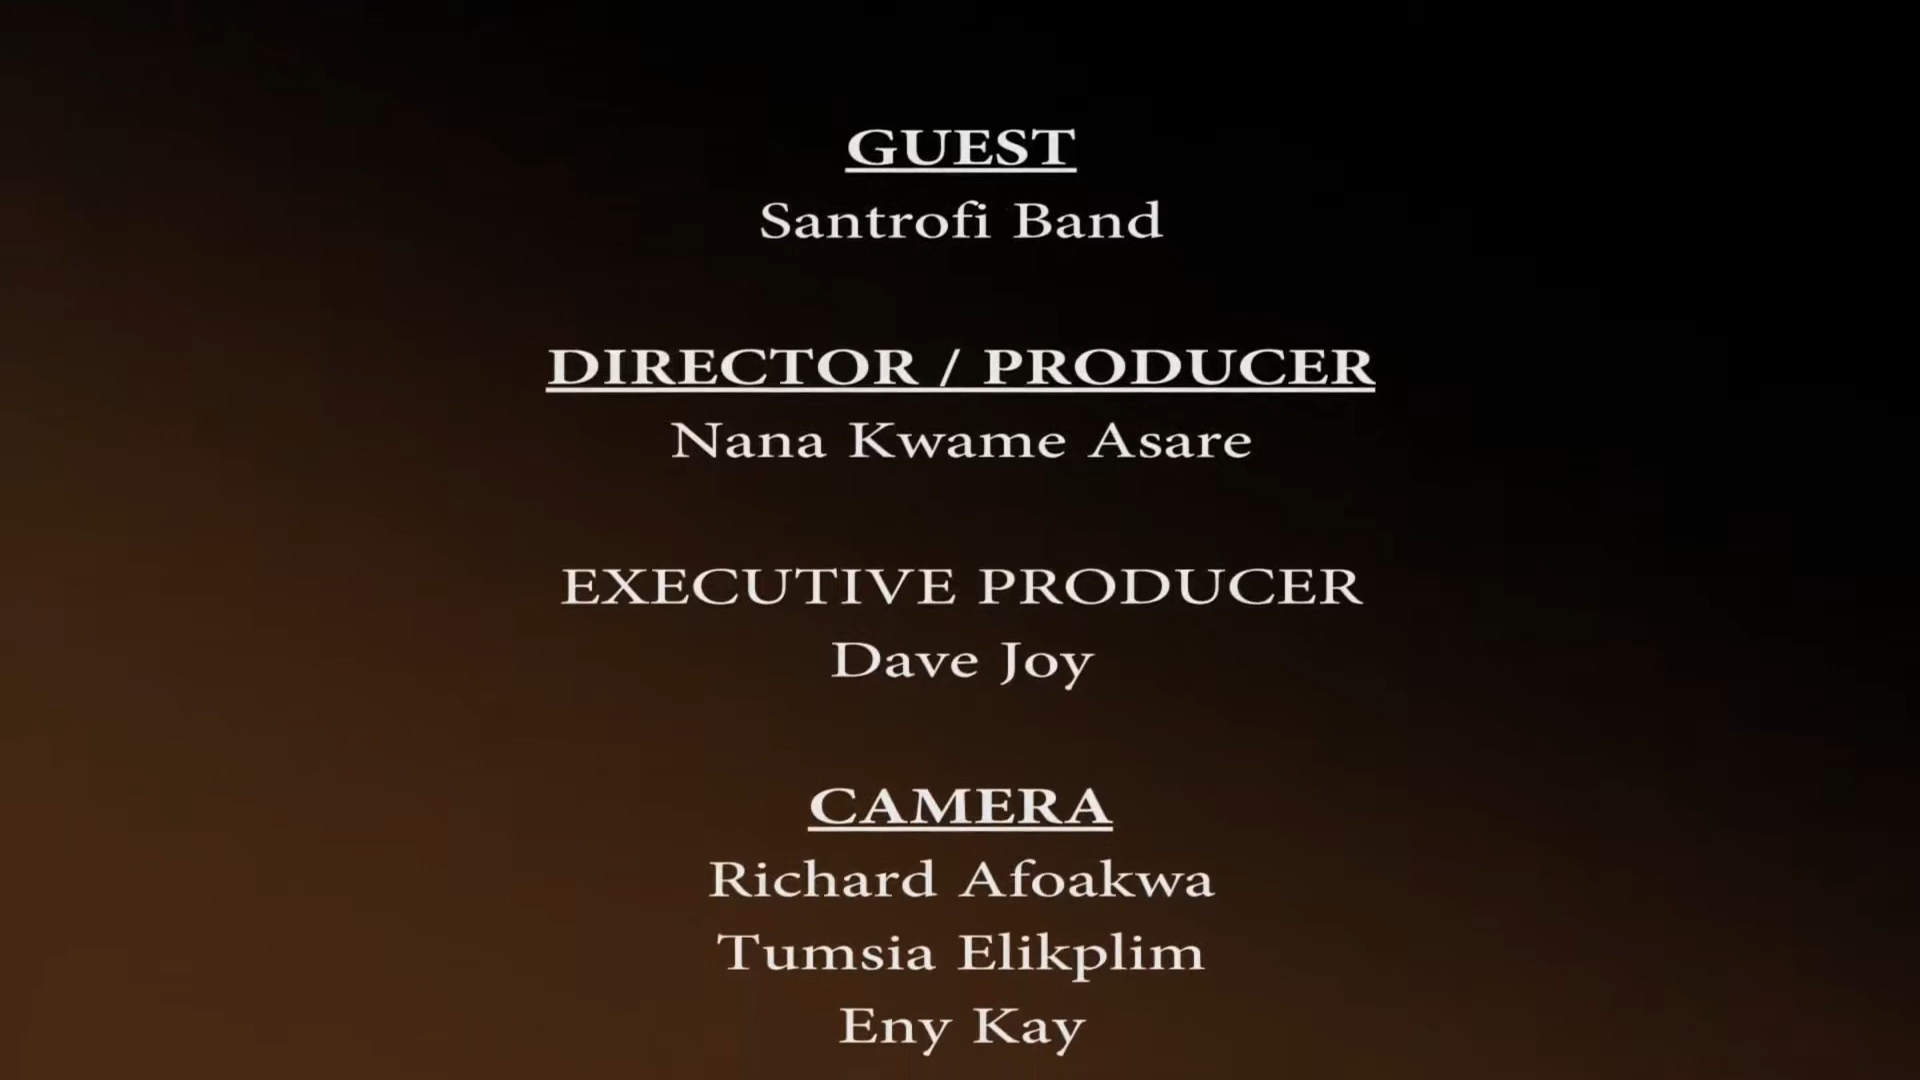 GUEST
Santrofi Band
DIRECTOR / PRODUCER
Nana Kwame Asare
EXECUTIVE PRODUCER
Dave Joy
CAMERA
Richard Afoakwa
Tumsia Elikplim
Eny Kay